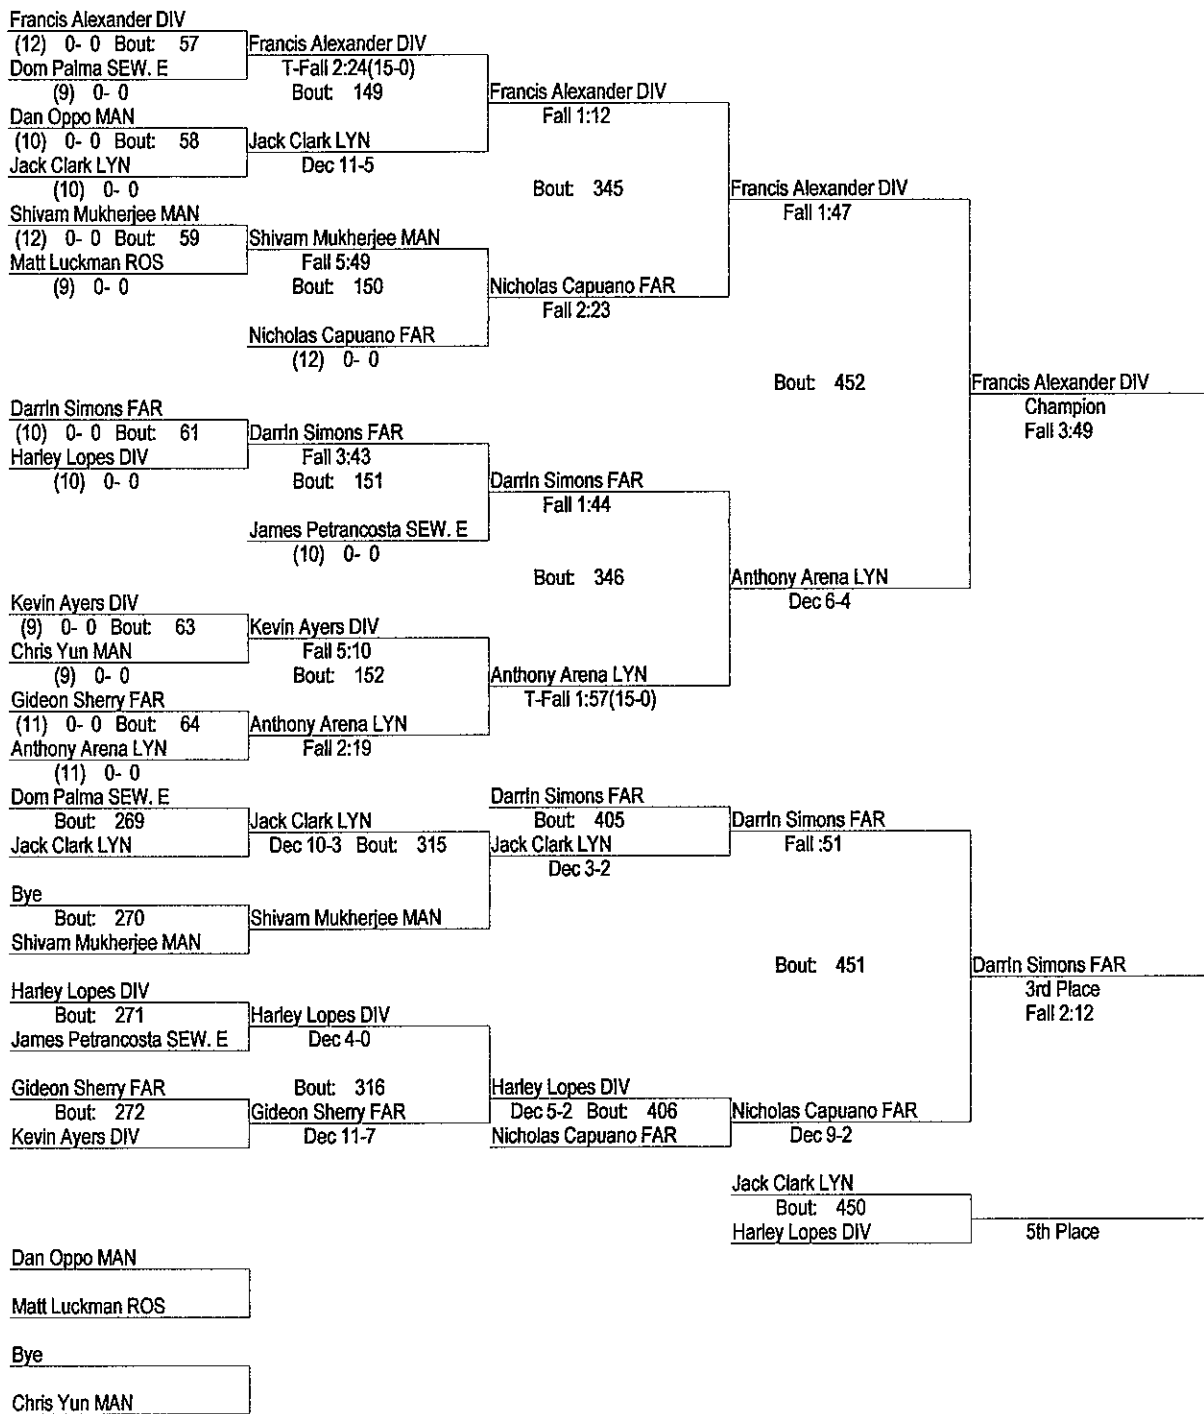 Francis Alexander DIV
(12) 0- 0 Bout: 57
Dom Palma SEW. E
(9) 0- 0
Dan Oppo MAN
(10) 0- 0 Bout: 58
Jack Clark LYN
(10) 0- 0
Shivam Mukherjee MAN
(12) 0- 0 Bout: 59
Matt Luckman ROS
(9) 0- 0
Francis Alexander DIV
T-Fall 2:24(15-0)
Bout: 149
Jack Clark LYN
Dec 11-5
Shivam Mukherjee MAN
Fall 5:49
Bout: 150
Nicholas Capuano FAR
(12) 0- 0
Francis Alexander DIV
Fall 1:12
Bout: 345
Nicholas Capuano FAR
Fall 2:23
Francis Alexander DIV
Fall 1:47
Darrin Simons FAR
(10) 0- 0 Bout: 61
Harley Lopes DIV
(10) 0- 0
Darrin Simons FAR
Fall 3:43
Bout: 151
James Petrancosta SEW. E
(10) 0- 0
Kevin Ayers DIV
(9) 0- 0 Bout: 63
Chris Yun MAN
(9) 0- 0
Gideon Sherry FAR
(11) 0- 0 Bout: 64
Anthony Arena LYN
(11) 0- 0
Kevin Ayers DIV
Fall 5:10
Bout: 152
Anthony Arena LYN
Fall 2:19
Darrin Simons FAR
Fall 1:44
Bout: 346
Anthony Arena LYN
T-Fall 1:57(15-0)
Anthony Arena LYN
Dec 6-4
Bout: 452
Francis Alexander DIV
Champion
Fall 3:49
Dom Palma SEW. E
Bout: 269
Jack Clark LYN
Bye
Bout: 270
Shivam Mukherjee MAN
Jack Clark LYN
Dec 10-3 Bout: 315
Shivam Mukherjee MAN
Darrin Simons FAR
Bout: 405
Jack Clark LYN
Dec 3-2
Darrin Simons FAR
Fall :51
Harley Lopes DIV
Bout: 271
James Petrancosta SEW. E
Gideon Sherry FAR
Bout: 272
Kevin Ayers DIV
Harley Lopes DIV
Dec 4-0
Bout: 316
Gideon Sherry FAR
Dec 11-7
Harley Lopes DIV
Dec 5-2 Bout: 406
Nicholas Capuano FAR
Nicholas Capuano FAR
Dec 9-2
Bout: 451
Darrin Simons FAR
3rd Place
Fall 2:12
Jack Clark LYN
Bout: 450
Harley Lopes DIV
5th Place
Dan Oppo MAN
Matt Luckman ROS
Bye
Chris Yun MAN